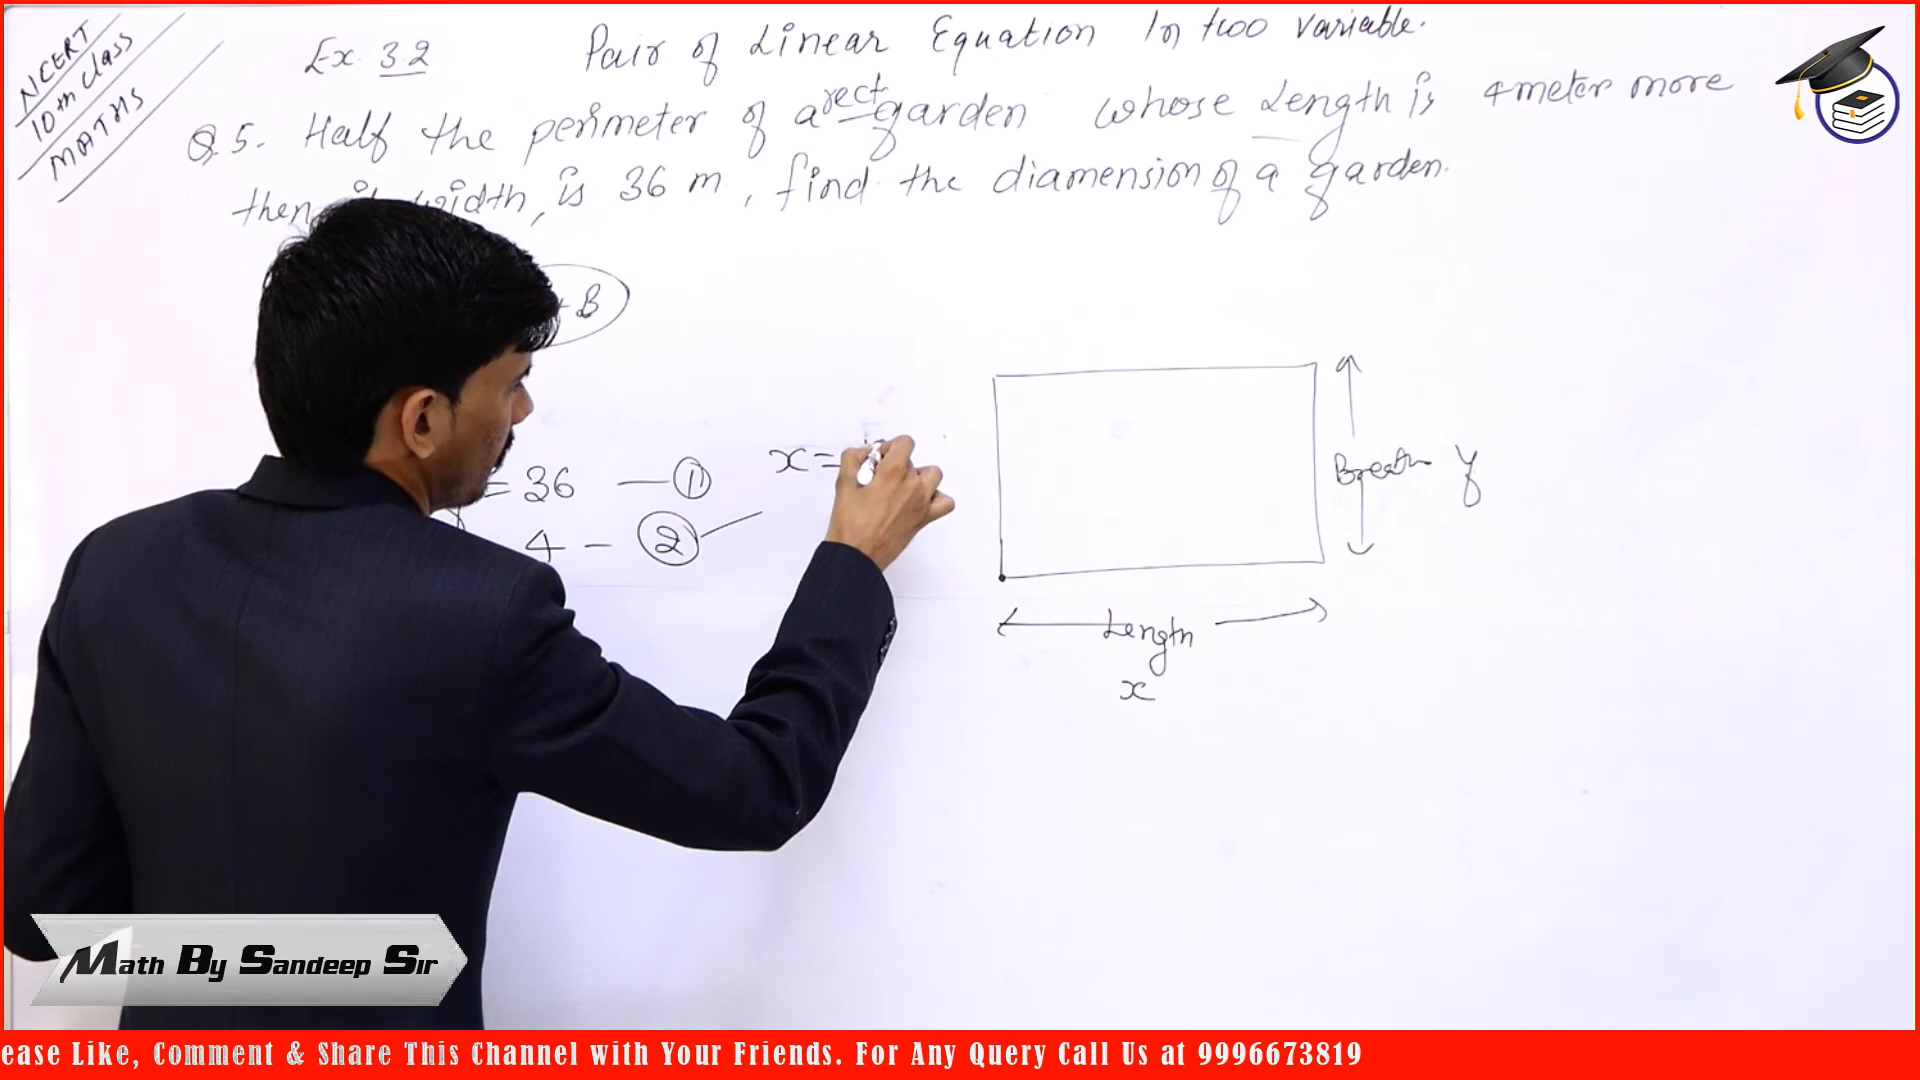 NCERT
10th Class
MATHS
Ex. 3.2
Pair of Linear Equation In two variable.
Q.5. Half the perimeter of a rect garden whose Length is 4 meter more
then width, is 36 m, find the diamension of a garden.
+ B
= 36 — ①
x =
4 - ②
Breath y
Length
x
Math By Sandeep Sir
ease Like, Comment & Share This Channel with Your Friends. For Any Query Call Us at 9996673819